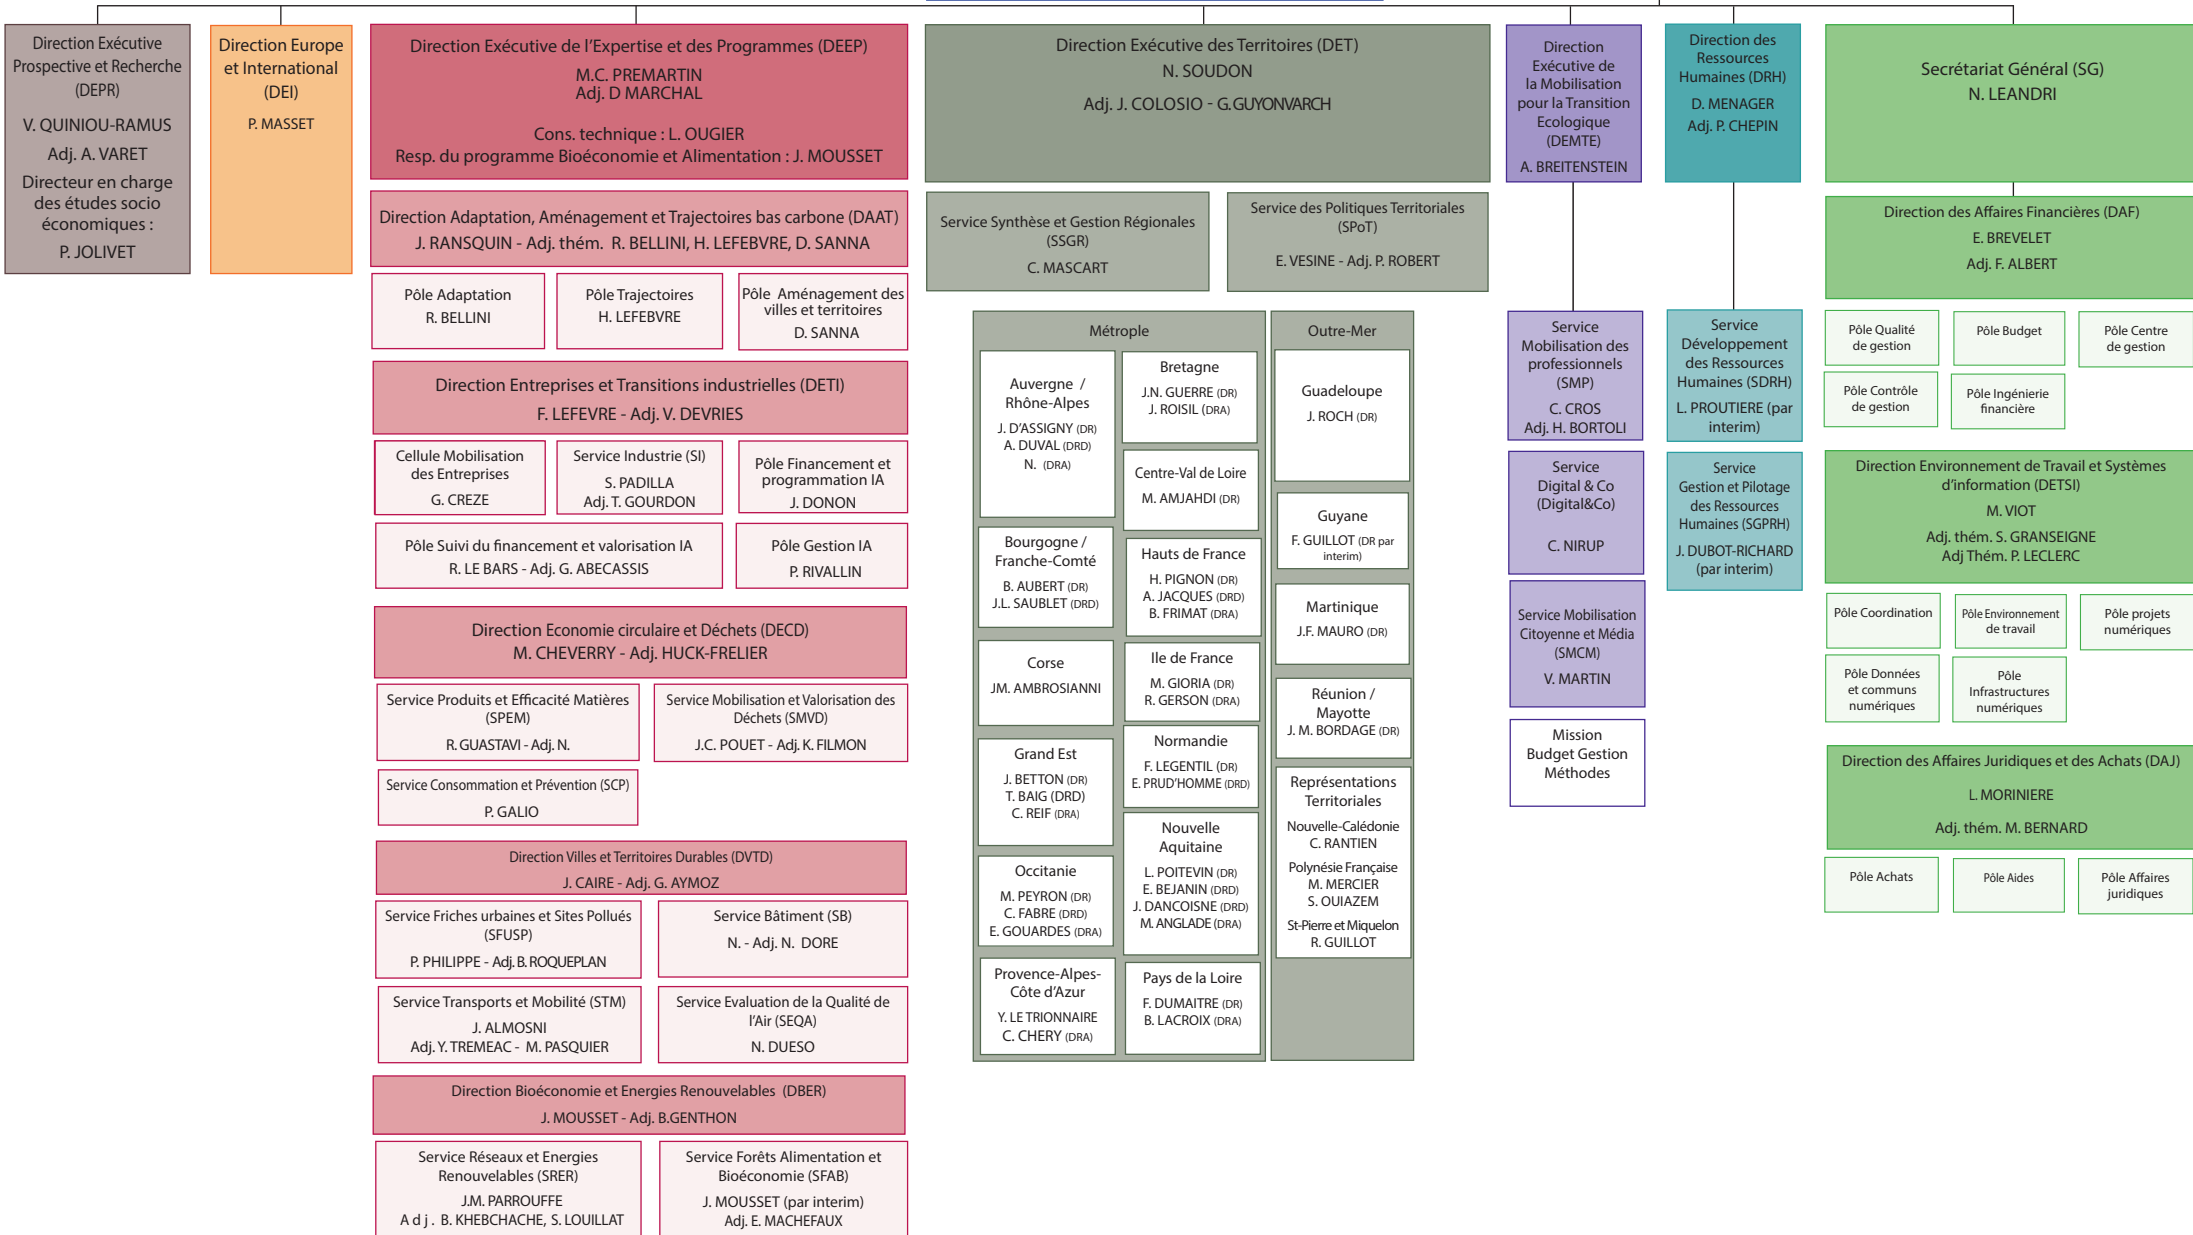 Direction Exécutive
Prospective et Recherche
(DEPR)
V. QUINIOU-RAMUS
Adj. A. VARET
Directeur en charge
des études socio
économiques :
P. JOLIVET
Direction Europe
et International
(DEI)
P. MASSET
Direction Exécutive de l'Expertise et des Programmes (DEEP)
M.C. PREMARTIN
Adj. D MARCHAL
Cons. technique : L. OUGIER
Resp. du programme Bioéconomie et Alimentation : J. MOUSSET
Direction Adaptation, Aménagement et Trajectoires bas carbone (DAAT)
J. RANSQUIN - Adj. thém. R. BELLINI, H. LEFEBVRE, D. SANNA
Pôle Adaptation
R. BELLINI
Pôle Trajectoires
H. LEFEBVRE
Pôle Aménagement des
villes et territoires
D. SANNA
Direction Entreprises et Transitions industrielles (DETI)
F. LEFEVRE - Adj. V. DEVRIES
Cellule Mobilisation
des Entreprises
G. CREZE
Service Industrie (SI)
S. PADILLA
Adj. T. GOURDON
Pôle Financement et
programmation IA
J. DONON
Pôle Suivi du financement et valorisation IA
R. LE BARS - Adj. G. ABECASSIS
Pôle Gestion IA
P. RIVALLIN
Direction Economie circulaire et Déchets (DECD)
M. CHEVERRY - Adj. HUCK-FRELIER
Service Produits et Efficacité Matières
(SPEM)
R. GUASTAVI - Adj. N.
Service Mobilisation et Valorisation des
Déchets (SMVD)
J.C. POUET - Adj. K. FILMON
Service Consommation et Prévention (SCP)
P. GALIO
Direction Villes et Territoires Durables (DVTD)
J. CAIRE - Adj. G. AYMOZ
Service Friches urbaines et Sites Pollués
(SFUSP)
P. PHILIPPE - Adj. B. ROQUEPLAN
Service Bâtiment (SB)
N. - Adj. N. DORE
Service Transports et Mobilité (STM)
J. ALMOSNI
Adj. Y. TREMEAC - M. PASQUIER
Service Evaluation de la Qualité de
l'Air (SEQA)
N. DUESO
Direction Bioéconomie et Energies Renouvelables (DBER)
J. MOUSSET - Adj. B.GENTHON
Service Réseaux et Energies
Renouvelables (SRER)
J.M. PARROUFFE
A d j . B. KHEBCHACHE, S. LOUILLAT
Service Forêts Alimentation et
Bioéconomie (SFAB)
J. MOUSSET (par interim)
Adj. E. MACHEFAUX
Direction Exécutive des Territoires (DET)
N. SOUDON
Adj. J. COLOSIO - G. GUYONVARCH
Service Synthèse et Gestion Régionales
(SSGR)
C. MASCART
Service des Politiques Territoriales
(SPoT)
E. VESINE - Adj. P. ROBERT
Métrople
Auvergne /
Rhône-Alpes
J. D'ASSIGNY (DR)
A. DUVAL (DRD)
N. (DRA)
Bourgogne /
Franche-Comté
B. AUBERT (DR)
J.L. SAUBLET (DRD)
Corse
JM. AMBROSIANNI
Grand Est
J. BETTON (DR)
T. BAIG (DRD)
C. REIF (DRA)
Occitanie
M. PEYRON (DR)
C. FABRE (DRD)
E. GOUARDES (DRA)
Provence-Alpes-
Côte d'Azur
Y. LE TRIONNAIRE
C. CHERY (DRA)
Bretagne
J.N. GUERRE (DR)
J. ROISIL (DRA)
Centre-Val de Loire
M. AMJAHDI (DR)
Hauts de France
H. PIGNON (DR)
A. JACQUES (DRD)
B. FRIMAT (DRA)
Ile de France
M. GIORIA (DR)
R. GERSON (DRA)
Normandie
F. LEGENTIL (DR)
E. PRUD'HOMME (DRD)
Nouvelle
Aquitaine
L. POITEVIN (DR)
E. BEJANIN (DRD)
J. DANCOISNE (DRD)
M. ANGLADE (DRA)
Pays de la Loire
F. DUMAITRE (DR)
B. LACROIX (DRA)
Outre-Mer
Guadeloupe
J. ROCH (DR)
Guyane
F. GUILLOT (DR par
interim)
Martinique
J.F. MAURO (DR)
Réunion /
Mayotte
J. M. BORDAGE (DR)
Représentations
Territoriales
Nouvelle-Calédonie
C. RANTIEN
Polynésie Française
M. MERCIER
S. OUIAZEM
St-Pierre et Miquelon
R. GUILLOT
Direction
Exécutive de
la Mobilisation
pour la Transition
Ecologique
(DEMTE)
A. BREITENSTEIN
Service
Mobilisation des
professionnels
(SMP)
C. CROS
Adj. H. BORTOLI
Service
Digital & Co
(Digital&Co)
C. NIRUP
Service Mobilisation
Citoyenne et Média
(SMCM)
V. MARTIN
Mission
Budget Gestion
Méthodes
Direction des
Ressources
Humaines (DRH)
D. MENAGER
Adj. P. CHEPIN
Service
Développement
des Ressources
Humaines (SDRH)
L. PROUTIERE (par
interim)
Service
Gestion et Pilotage
des Ressources
Humaines (SGPRH)
J. DUBOT-RICHARD
(par interim)
Secrétariat Général (SG)
N. LEANDRI
Direction des Affaires Financières (DAF)
E. BREVELET
Adj. F. ALBERT
Pôle Qualité
de gestion
Pôle Budget
Pôle Centre
de gestion
Pôle Contrôle
de gestion
Pôle Ingénierie
financière
Direction Environnement de Travail et Systèmes
d'information (DETSI)
M. VIOT
Adj. thém. S. GRANSEIGNE
Adj Thém. P. LECLERC
Pôle Coordination
Pôle Environnement
de travail
Pôle projets
numériques
Pôle Données
et communs
numériques
Pôle
Infrastructures
numériques
Direction des Affaires Juridiques et des Achats (DAJ)
L. MORINIERE
Adj. thém. M. BERNARD
Pôle Achats
Pôle Aides
Pôle Affaires
juridiques